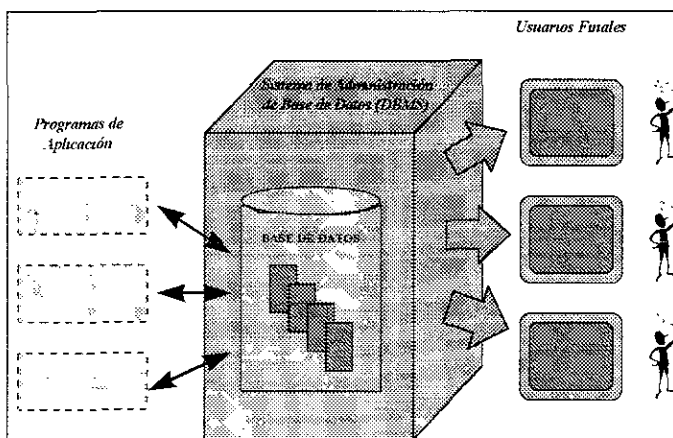 Usuarios Finales
Sistema de Administración
de Base de Datos (DBMS)
Programas de
Aplicación
BASE DE DATOS